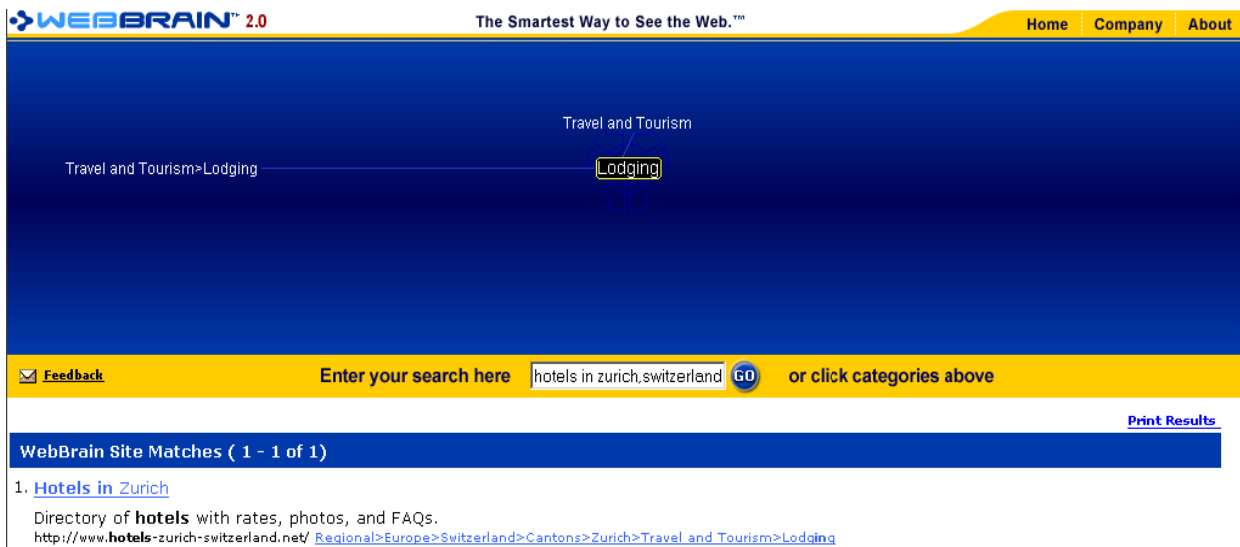 WEBBRAIN™ 2.0 The Smartest Way to See the Web.™ Home Company About
Travel and Tourism
Travel and Tourism>Lodging Lodging
Feedback Enter your search here hotels in zurich,switzerland GO or click categories above
Print Results
WebBrain Site Matches ( 1 - 1 of 1)
1. Hotels in Zurich
Directory of hotels with rates, photos, and FAQs.
http://www.hotels-zurich-switzerland.net/ Regional>Europe>Switzerland>Cantons>Zurich>Travel and Tourism>Lodging